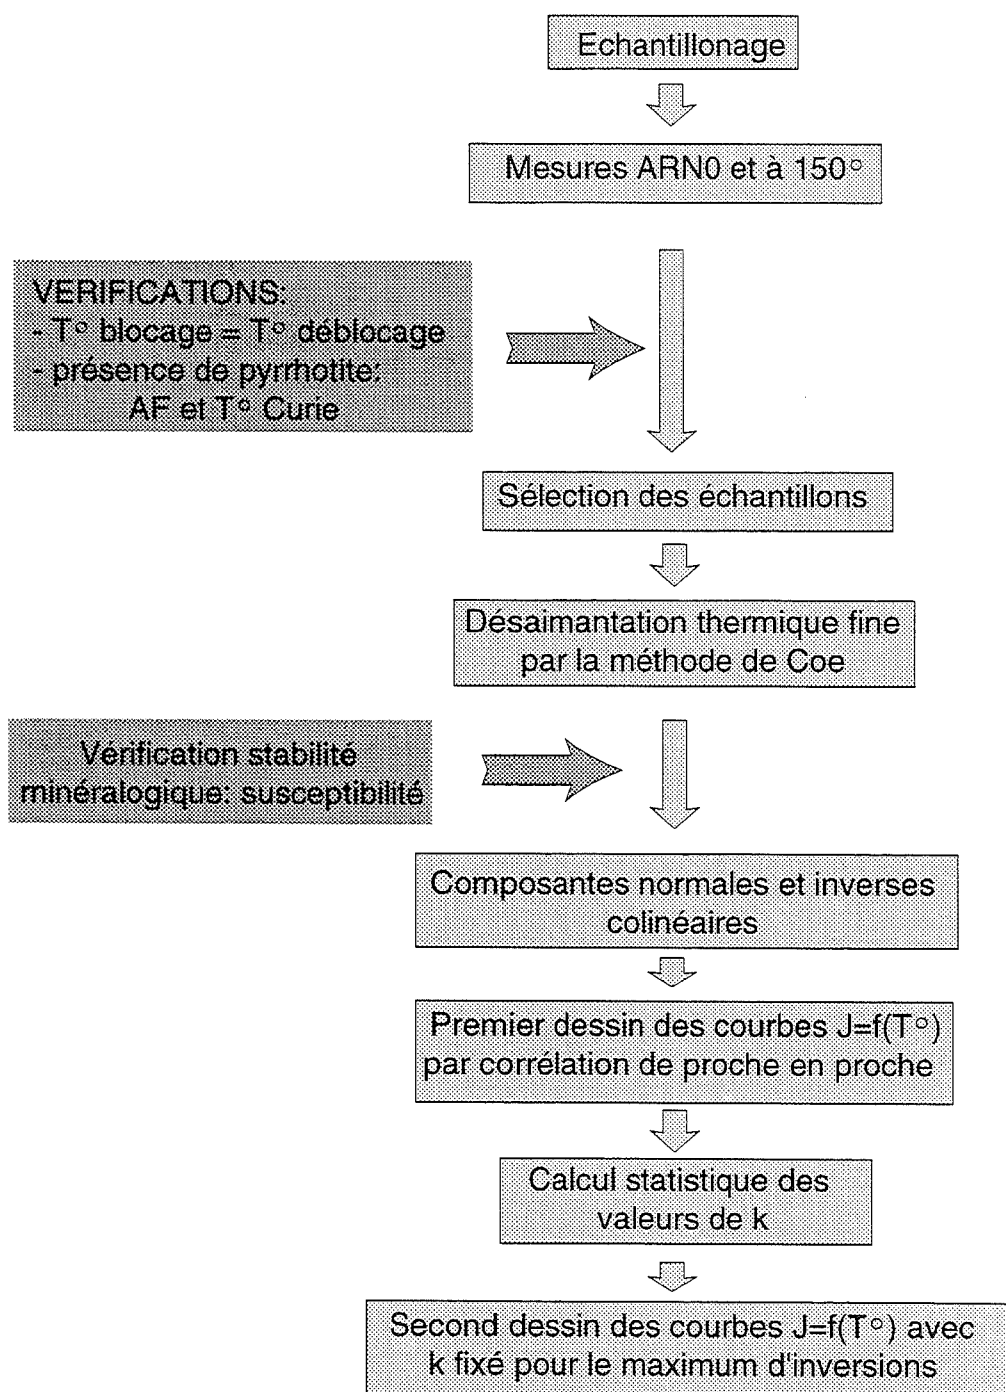 Echantillonage
Mesures ARN0 et à 150°
VERIFICATIONS:
- T° blocage = T° déblocage
- présence de pyrrhotite:
AF et T° Curie
Sélection des échantillons
Désaimantation thermique fine
par la méthode de Coe
Verification stabilité
minéralogique: susceptibilité
Composantes normales et inverses
colinéaires
Premier dessin des courbes J=f(T°)
par corrélation de proche en proche
Calcul statistique des
valeurs de k
Second dessin des courbes J=f(T°) avec
k fixé pour le maximum d'inversions